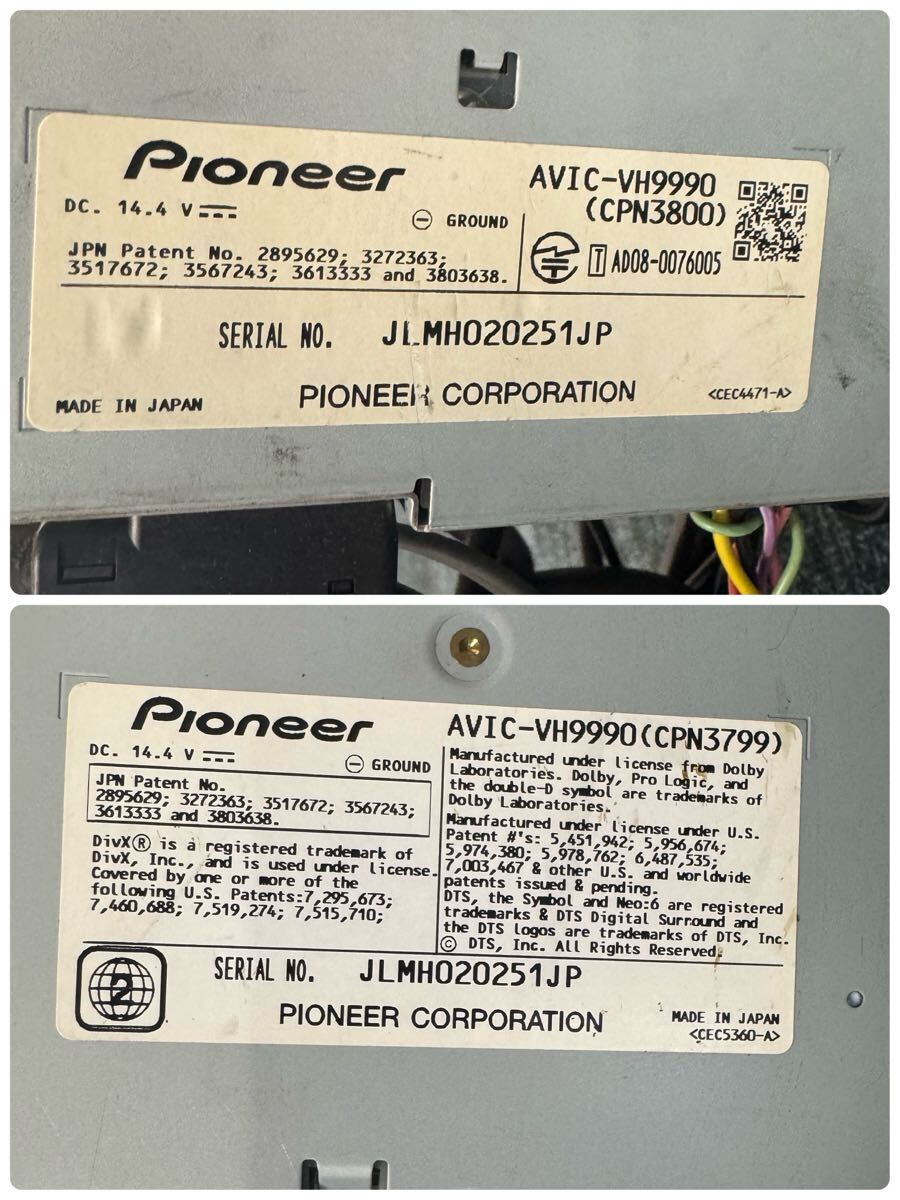 Pioneer
DC. 14.4 V
GROUND
JPN Patent No. 2895629; 3272363;
3517672; 3567243; 3613333 and 3803638.
AVIC-VH9990
(CPN3800)
T AD08-0076005
SERIAL NO. JLMH020251JP
MADE IN JAPAN
PIONEER CORPORATION
<CEC4471-A>
Pioneer
DC. 14.4 V
GROUND
JPN Patent No.
2895629; 3272363; 3517672; 3567243;
3613333 and 3803638.
DivX® is a registered trademark of
DivX, Inc., and is used under license.
Covered by one or more of the
following U.S. Patents:7,295,673;
7,460,688; 7,519,274; 7,515,710;
AVIC-VH9990(CPN3799)
Manufactured under license from Dolby
Laboratories. Dolby, Pro Logic, and
the double-D symbol are trademarks of
Dolby Laboratories.
Manufactured under license under U.S.
Patent #'s: 5,451,942; 5,956,674;
5,974,380; 5,978,762; 6,487,535;
7,003,467 & other U.S. and worldwide
patents issued & pending.
DTS, the Symbol and Neo:6 are registered
trademarks & DTS Digital Surround and
the DTS logos are trademarks of DTS, Inc.
© DTS, Inc. All Rights Reserved.
2
SERIAL NO. JLMH020251JP
PIONEER CORPORATION
MADE IN JAPAN
<CEC5360-A>